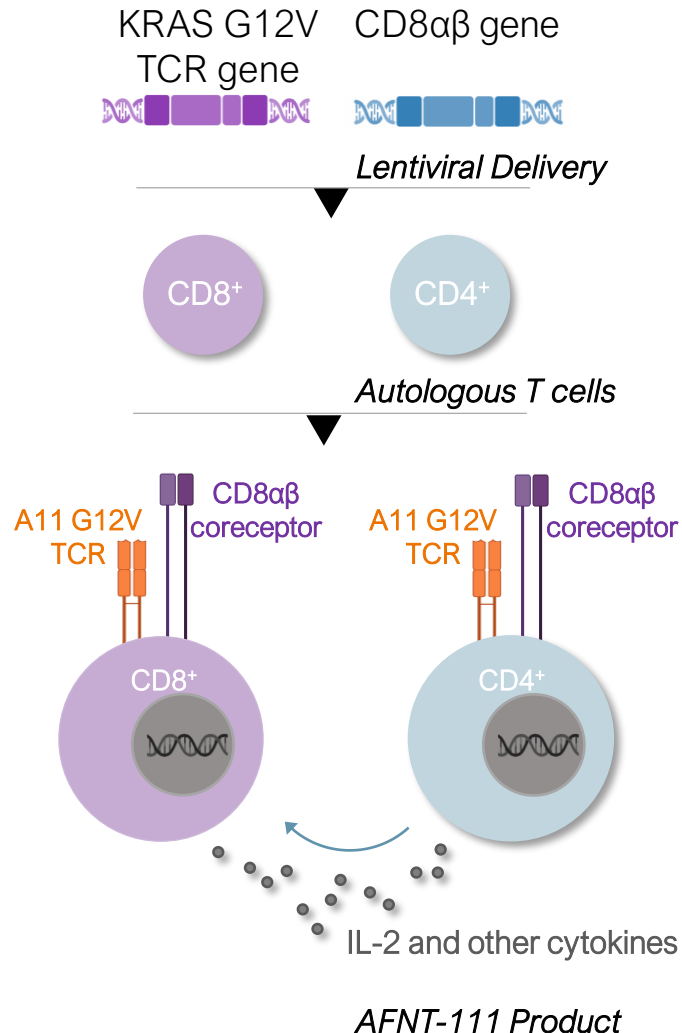 KRAS G12V
TCR gene
CD8αβ gene
Lentiviral Delivery
CD8⁺
CD4⁺
Autologous T cells
A11 G12V
TCR
CD8αβ
coreceptor
A11 G12V
TCR
CD8αβ
coreceptor
CD8⁺
CD4⁺
IL-2 and other cytokines
AFNT-111 Product